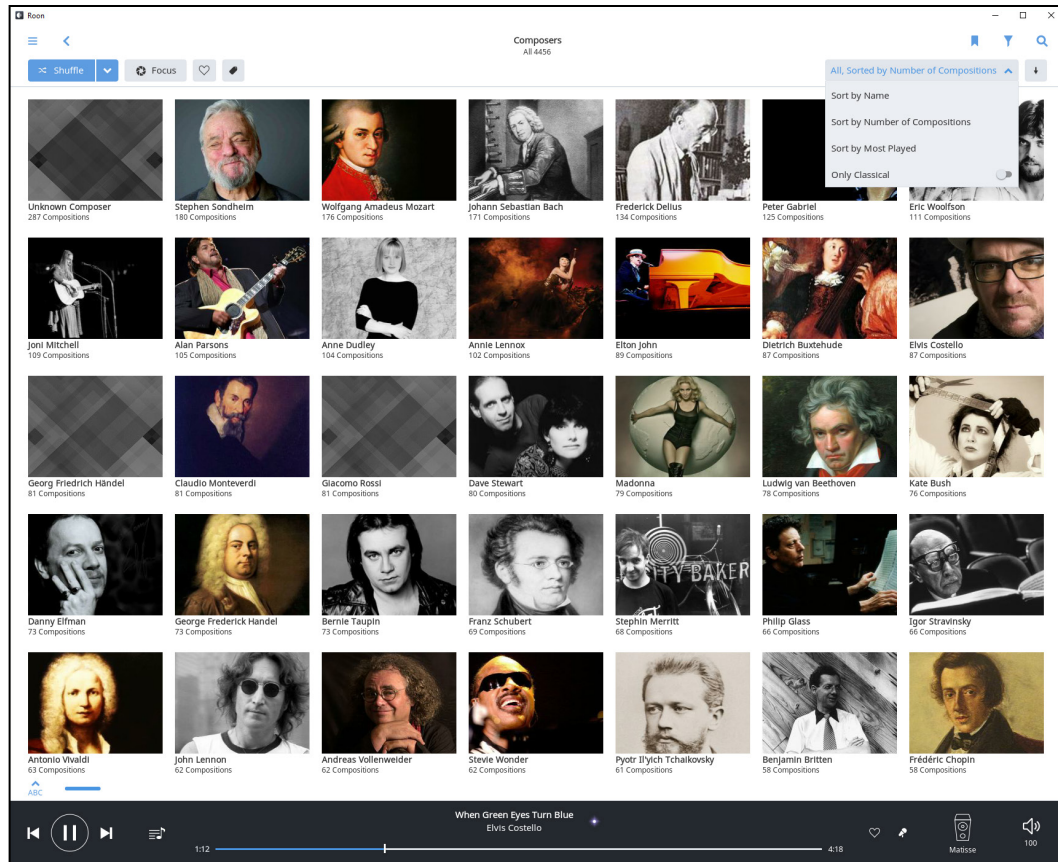 Roon
Composers
All 4456
Shuffle
Focus
All, Sorted by Number of Compositions
Sort by Name
Sort by Number of Compositions
Sort by Most Played
Only Classical
Unknown Composer
287 Compositions
Stephen Sondheim
180 Compositions
Wolfgang Amadeus Mozart
176 Compositions
Johann Sebastian Bach
171 Compositions
Frederick Delius
134 Compositions
Peter Gabriel
125 Compositions
Eric Woolfson
111 Compositions
Joni Mitchell
109 Compositions
Alan Parsons
105 Compositions
Anne Dudley
104 Compositions
Annie Lennox
102 Compositions
Elton John
89 Compositions
Dietrich Buxtehude
87 Compositions
Elvis Costello
87 Compositions
Georg Friedrich Händel
81 Compositions
Claudio Monteverdi
81 Compositions
Giacomo Rossi
81 Compositions
Dave Stewart
80 Compositions
Madonna
79 Compositions
Ludwig van Beethoven
78 Compositions
Kate Bush
76 Compositions
Danny Elfman
73 Compositions
George Frederick Handel
73 Compositions
Bernie Taupin
73 Compositions
Franz Schubert
69 Compositions
ITY BAKER
Stephin Merritt
68 Compositions
Philip Glass
66 Compositions
Igor Stravinsky
66 Compositions
Antonio Vivaldi
63 Compositions
John Lennon
62 Compositions
Andreas Vollenweider
62 Compositions
Stevie Wonder
62 Compositions
Pyotr Il'yich Tchaikovsky
61 Compositions
Benjamin Britten
58 Compositions
Frédéric Chopin
58 Compositions
ABC
When Green Eyes Turn Blue
Elvis Costello
1:12
4:18
Matisse
100